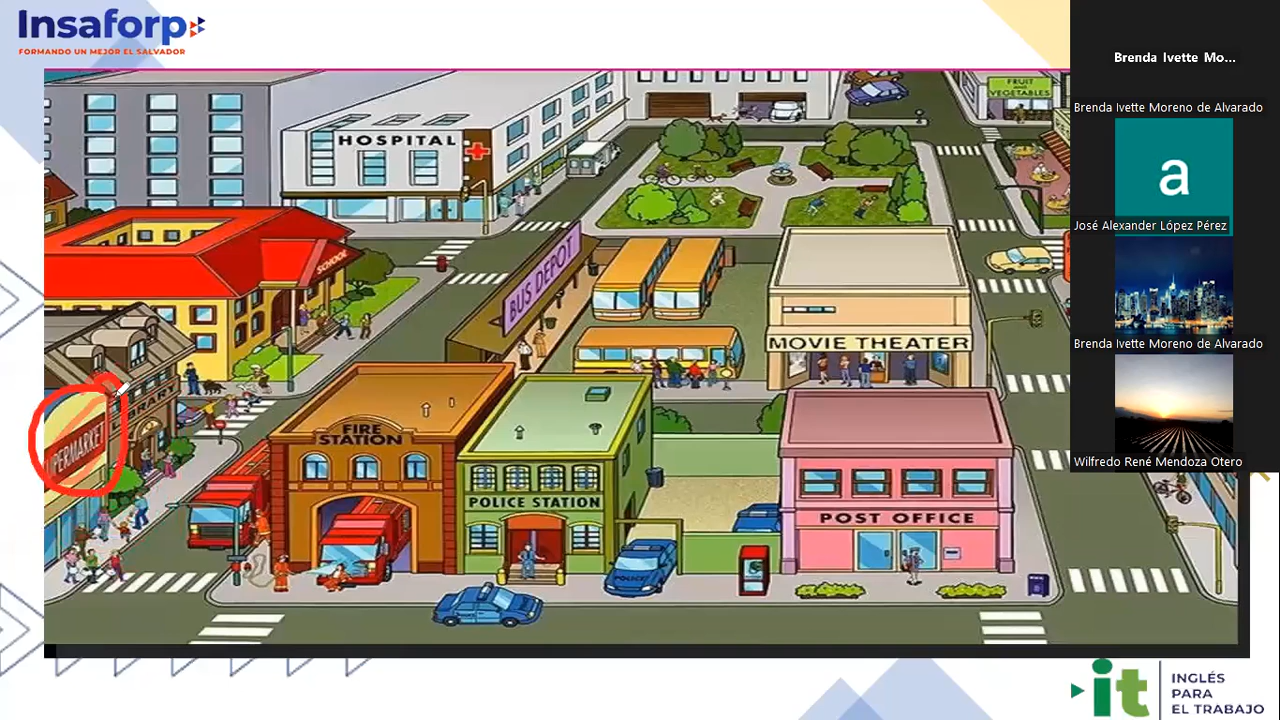 Insaforp
FORMANDO UN MEJOR EL SALVADOR
Brenda Ivette Mo...
Brenda Ivette Moreno de Alvarado
a
José Alexander López Pérez
Brenda Ivette Moreno de Alvarado
Wilfredo René Mendoza Otero
FRUIT
and
VEGETABLES
HOSPITAL
SCHOOL
BUS DEPOT
MOVIE THEATER
FIRE
STATION
POLICE STATION
POST OFFICE
POLICE
it
INGLÉS
PARA
EL TRABAJO